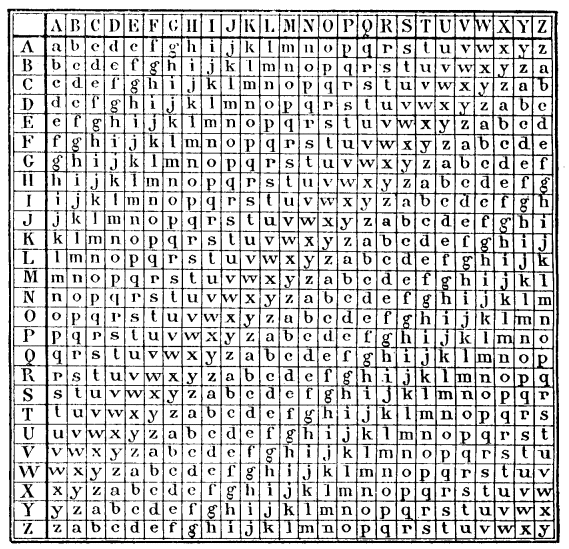 A B C D E F G H I J K L M N O P Q R S T U V W X Y Z
A a b c d e f g h i j k l m n o p q r s t u v w x y z
B b c d e f g h i j k l m n o p q r s t u v w x y z a
C c d e f g h i j k l m n o p q r s t u v w x y z a b
D d e f g h i j k l m n o p q r s t u v w x y z a b c
E e f g h i j k l m n o p q r s t u v w x y z a b c d
F f g h i j k l m n o p q r s t u v w x y z a b c d e
G g h i j k l m n o p q r s t u v w x y z a b c d e f
H h i j k l m n o p q r s t u v w x y z a b c d e f g
I i j k l m n o p q r s t u v w x y z a b c d e f g h
J j k l m n o p q r s t u v w x y z a b c d e f g h i
K k l m n o p q r s t u v w x y z a b c d e f g h i j
L l m n o p q r s t u v w x y z a b c d e f g h i j k
M m n o p q r s t u v w x y z a b c d e f g h i j k l
N n o p q r s t u v w x y z a b c d e f g h i j k l m
O o p q r s t u v w x y z a b c d e f g h i j k l m n
P p q r s t u v w x y z a b c d e f g h i j k l m n o
Q q r s t u v w x y z a b c d e f g h i j k l m n o p
R r s t u v w x y z a b c d e f g h i j k l m n o p q
S s t u v w x y z a b c d e f g h i j k l m n o p q r
T t u v w x y z a b c d e f g h i j k l m n o p q r s
U u v w x y z a b c d e f g h i j k l m n o p q r s t
V v w x y z a b c d e f g h i j k l m n o p q r s t u
W w x y z a b c d e f g h i j k l m n o p q r s t u v
X x y z a b c d e f g h i j k l m n o p q r s t u v w
Y y z a b c d e f g h i j k l m n o p q r s t u v w x
Z z a b c d e f g h i j k l m n o p q r s t u v w x y